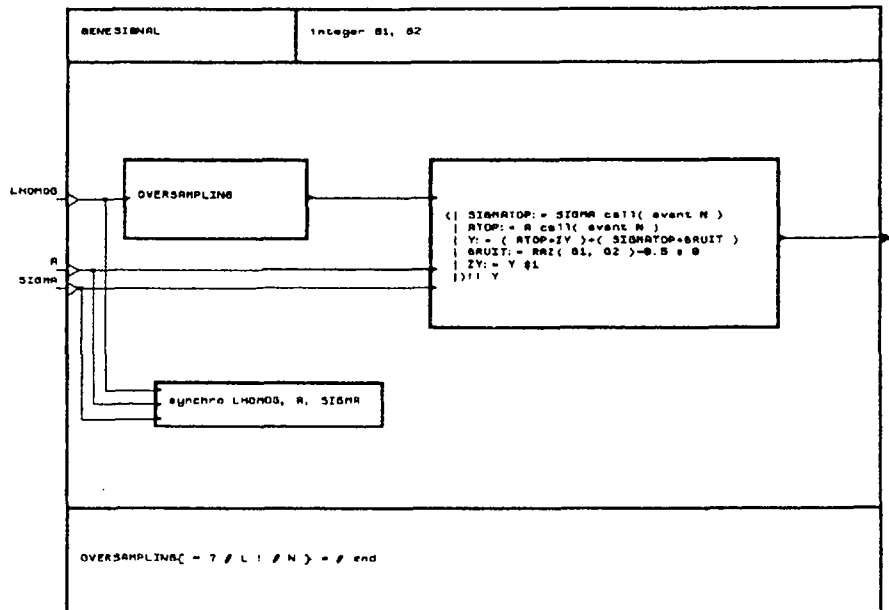 GENESIGNAL
integer G1, G2
LHOMOG
OVERSAMPLING
(| SIGMATOP:= SIGMA cell( event N )
| ATOP:= A cell( event N )
| Y:= ( ATOP*ZY )+( SIGMATOP*BRUIT )
| BRUIT:= RAZ( G1, G2 )-0.5 $ 0
| ZY:= Y $1
|)!! Y
A
SIGMA
synchro LHOMOG, A, SIGMA
OVERSAMPLING{ = ? # L ! # N } = # end